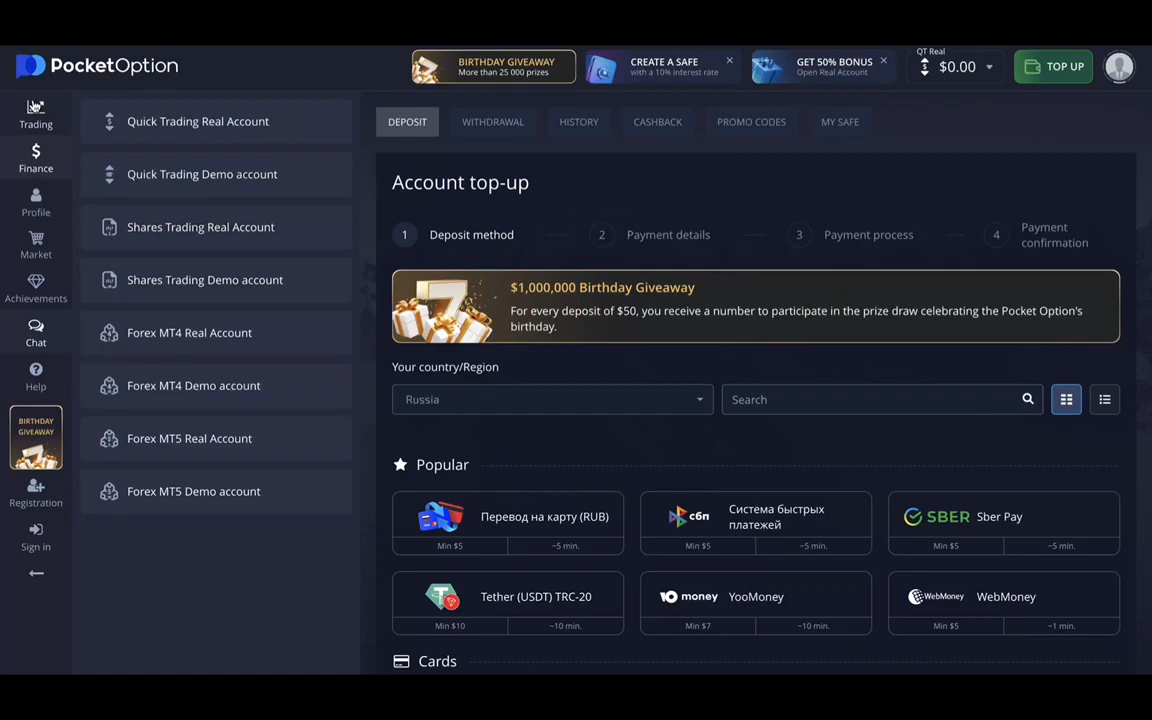 PocketOption
BIRTHDAY GIVEAWAY
More than 25 000 prizes
CREATE A SAFE
with a 10% interest rate
GET 50% BONUS
Open Real Account
QT Real
$0.00
TOP UP
Trading
Finance
Profile
Market
Achievements
Chat
Help
BIRTHDAY
GIVEAWAY
Registration
Sign in
Quick Trading Real Account
Quick Trading Demo account
Shares Trading Real Account
Shares Trading Demo account
Forex MT4 Real Account
Forex MT4 Demo account
Forex MT5 Real Account
Forex MT5 Demo account
DEPOSIT
WITHDRAWAL
HISTORY
CASHBACK
PROMO CODES
MY SAFE
Account top-up
1 Deposit method
2 Payment details
3 Payment process
4 Payment
confirmation
7
$1,000,000 Birthday Giveaway
For every deposit of $50, you receive a number to participate in the prize draw celebrating the Pocket Option's
birthday.
Your country/Region
Russia
Search
Popular
Перевод на карту (RUB)
Min $5 ~5 min.
сбп Система быстрых
платежей
Min $5 ~5 min.
SBER Sber Pay
Min $5 ~5 min.
Tether (USDT) TRC-20
Min $10 ~10 min.
Ю money YooMoney
Min $7 ~10 min.
WebMoney WebMoney
Min $5 ~1 min.
Cards